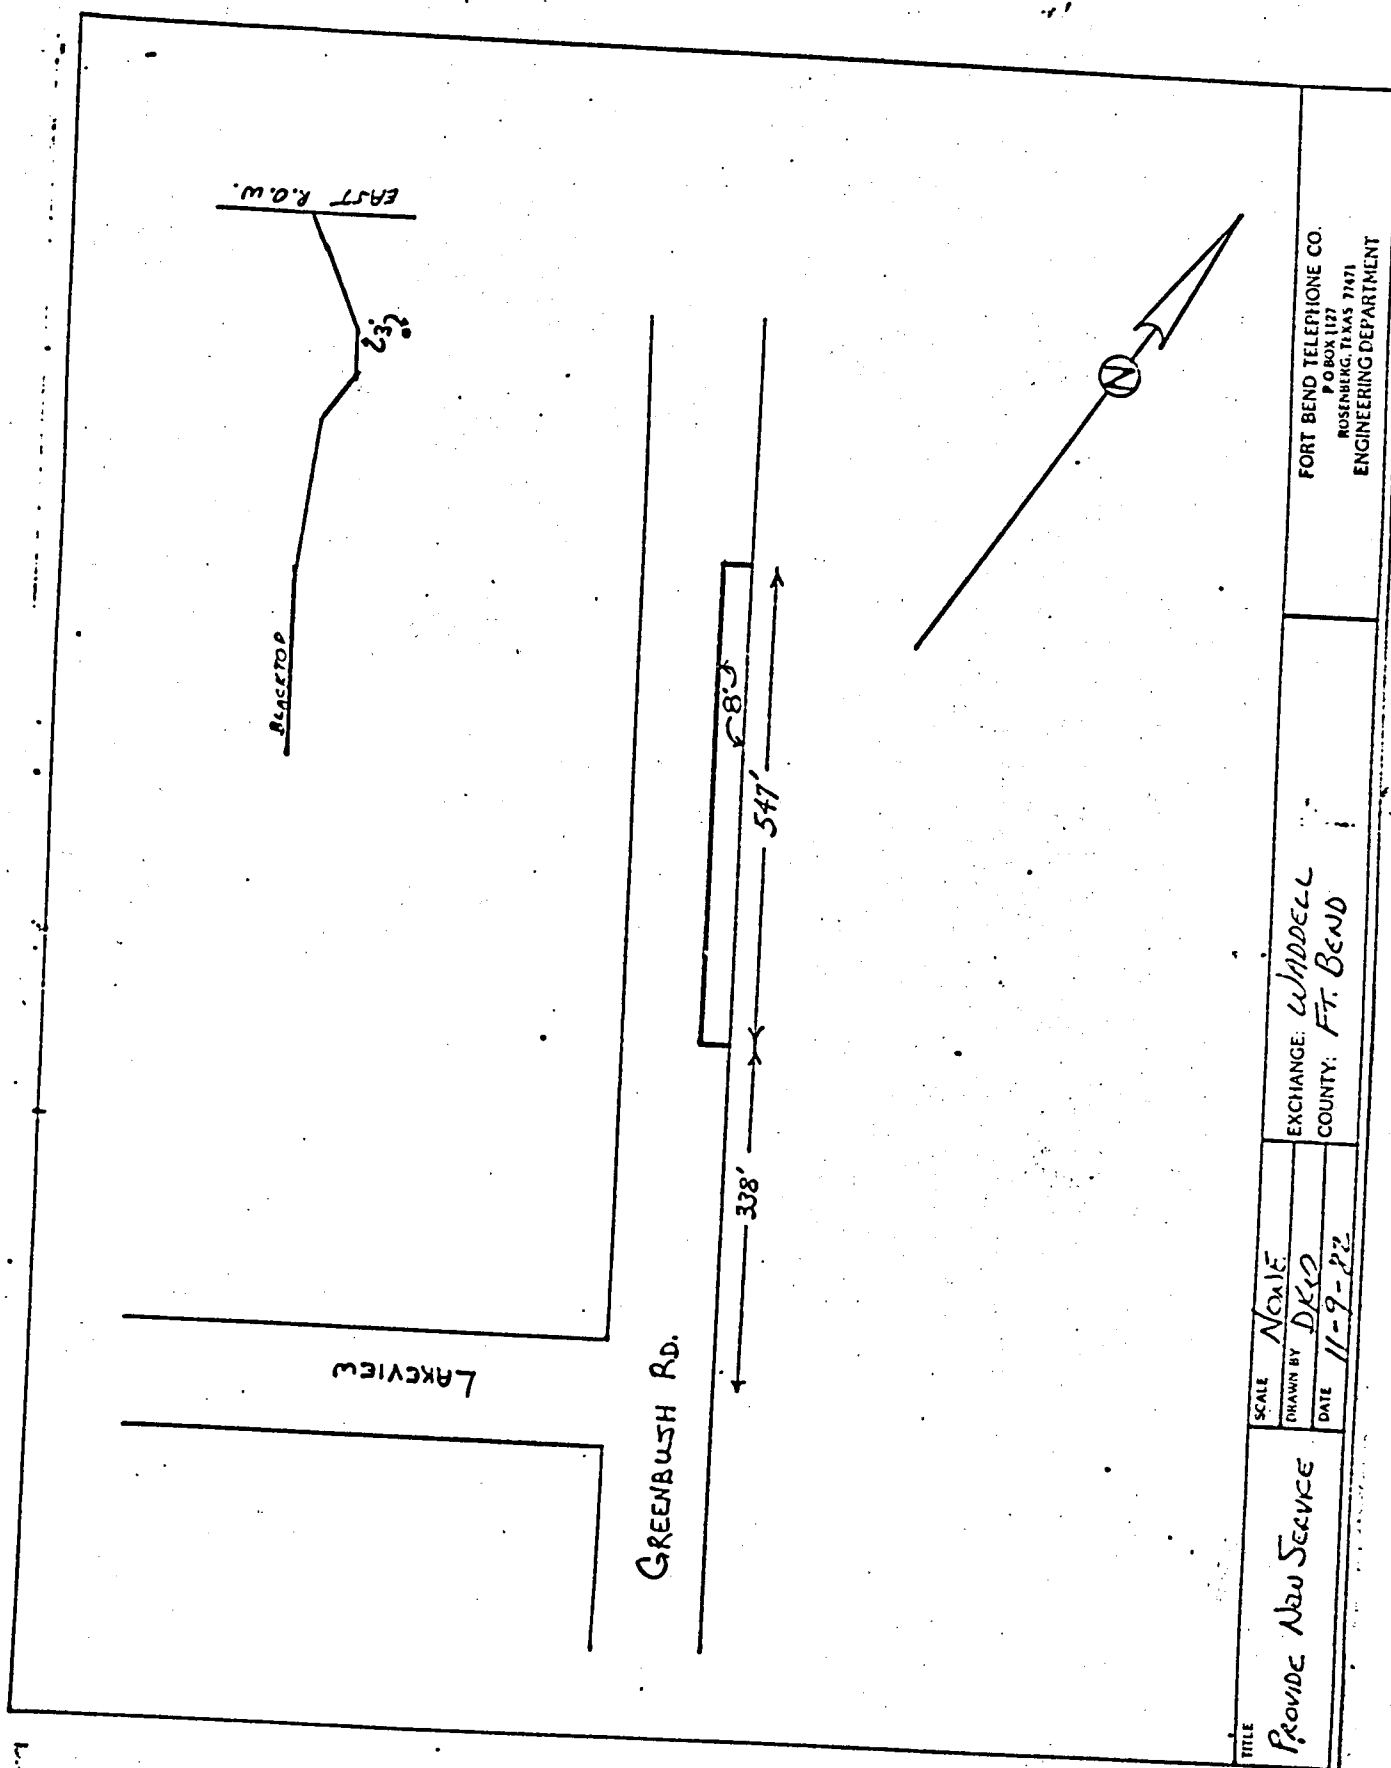 EAST R.O.W.
23"
BLACKTOP
N
8'
547'
338'
LAKEVIEW
GREENBUSH RD.
TITLE
PROVIDE NEW SERVICE
SCALE NONE
DRAWN BY
DATE 11-9-82
EXCHANGE: WADDELL
COUNTY: FT. BEND
FORT BEND TELEPHONE CO.
P O BOX 1127
ROSENBERG, TEXAS 77471
ENGINEERING DEPARTMENT